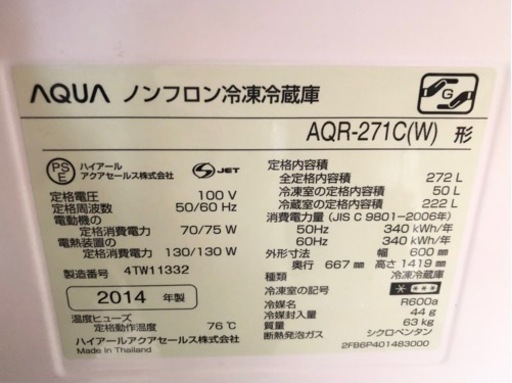 AQUA ノンフロン冷凍冷蔵庫
G
AQR-271C(W) 形
PS
E
ハイアール
アクアセールス株式会社
S JET
定格電圧 100 V
定格周波数 50/60 Hz
電動機の
定格消費電力 70/75 W
電熱装置の
定格消費電力 130/130 W
製造番号 4TW11332
2014 年製
温度ヒューズ
定格動作温度 76℃
ハイアールアクアセールス株式会社
Made in Thailand
定格内容積
全定格内容積 272 L
冷凍室の定格内容積 50 L
冷蔵室の定格内容積 222 L
消費電力量 (JIS C 9801-2006年)
50Hz 340 kWh/年
60Hz 340 kWh/年
外形寸法 幅 600 mm
奥行 667 mm 高さ 1419 mm
種類 冷凍冷蔵庫
冷凍室の記号
冷媒名 R600a
冷媒封入量 44 g
質量 63 kg
断熱発泡ガス シクロペンタン
2FB6P401483000